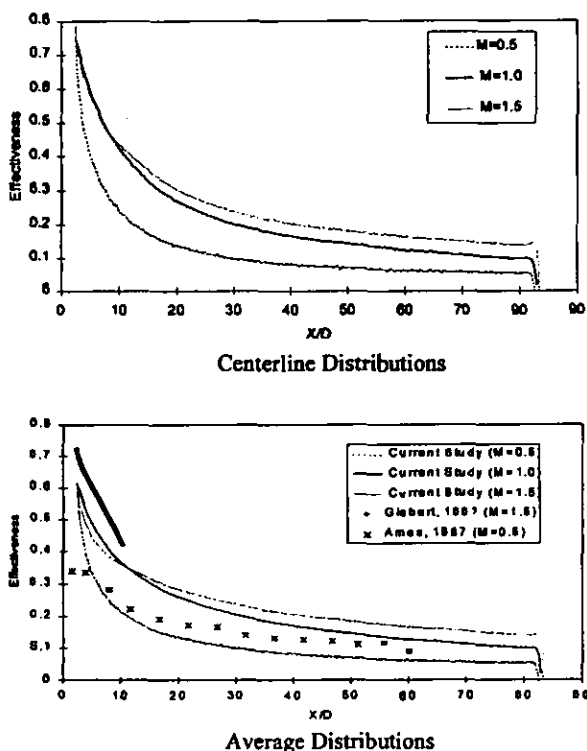 0.8
0.7
0.6
0.5
0.4
0.3
0.2
0.1
0
Effectiveness
M=0.5
M=1.0
M=1.5
0 10 20 30 40 50 60 70 80 90
X/D
Centerline Distributions
0.8
0.7
0.6
0.5
0.4
0.3
0.2
0.1
0
Effectiveness
Current Study (M=0.5)
Current Study (M=1.0)
Current Study (M=1.5)
(M=1.5)
Ames, (M=0.5)
0 10 20 30 40 50 60 70 80 90
X/D
Average Distributions